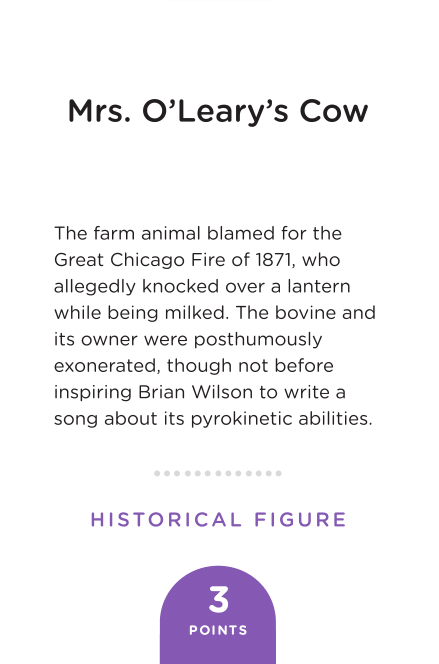 Mrs. O’Leary’s Cow
The farm animal blamed for the
Great Chicago Fire of 1871, who
allegedly knocked over a lantern
while being milked. The bovine and
its owner were posthumously
exonerated, though not before
inspiring Brian Wilson to write a
song about its pyrokinetic abilities.
HISTORICAL FIGURE
3
POINTS